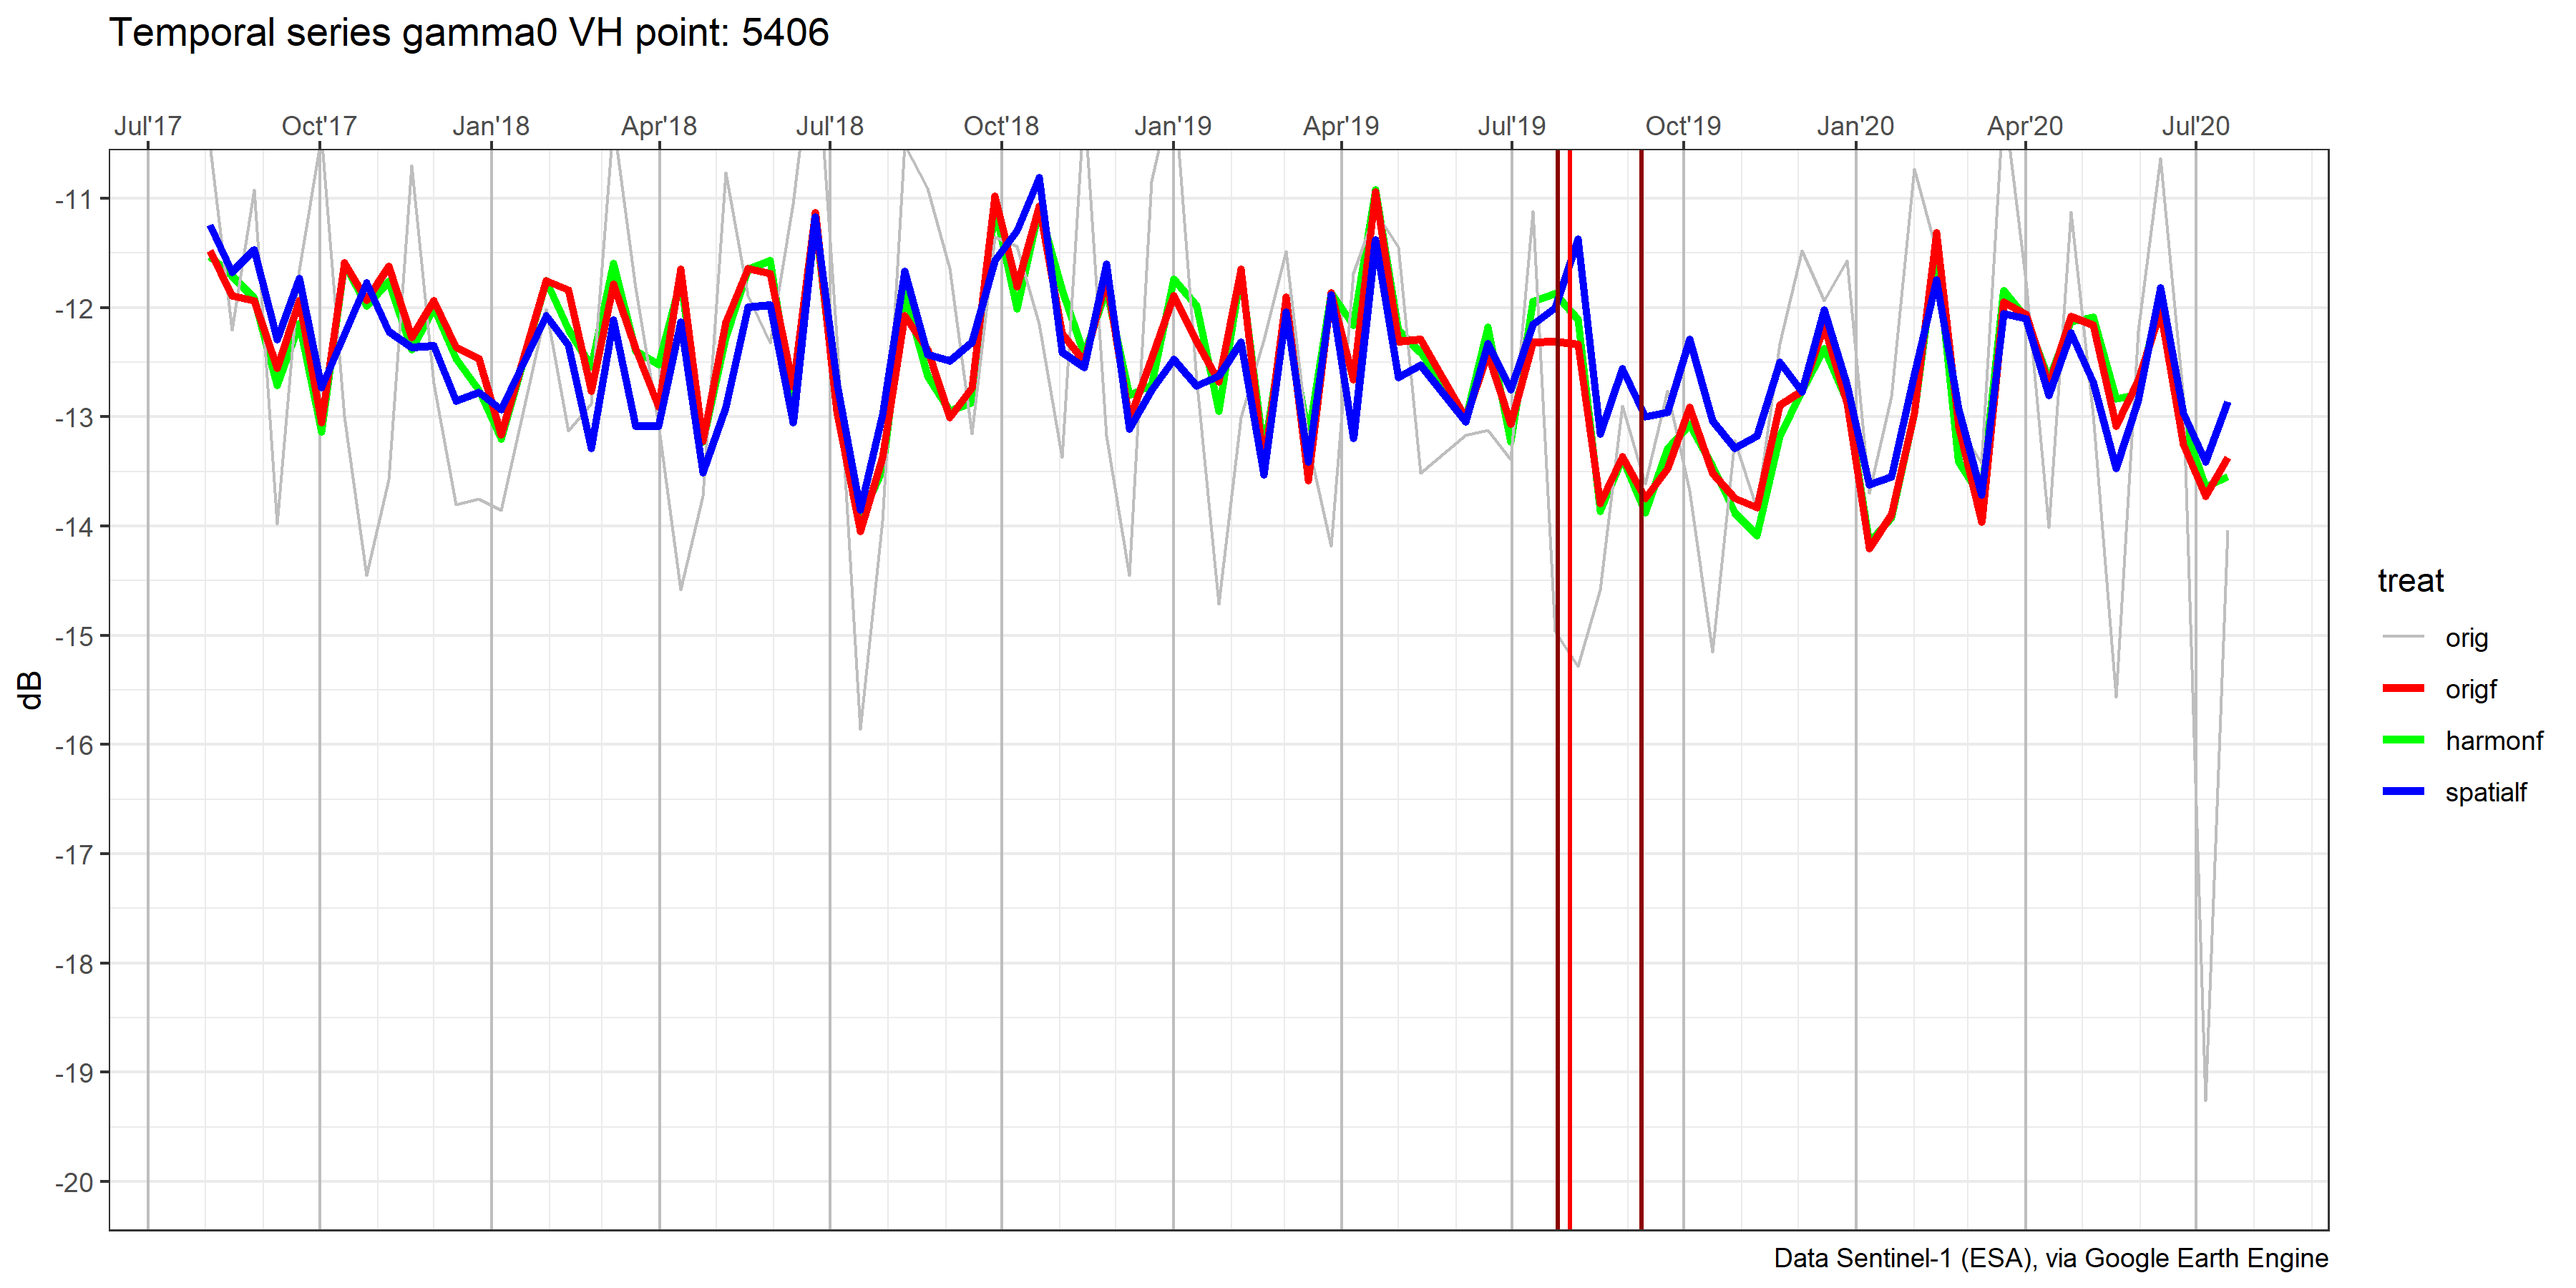 Temporal series gamma0 VH point: 5406
Jul'17 Oct'17 Jan'18 Apr'18 Jul'18 Oct'18 Jan'19 Apr'19 Jul'19 Oct'19 Jan'20 Apr'20 Jul'20
-11
-12
-13
-14
-15
-16
-17
-18
-19
-20
dB
treat
orig
origf
harmonf
spatialf
Data Sentinel-1 (ESA), via Google Earth Engine